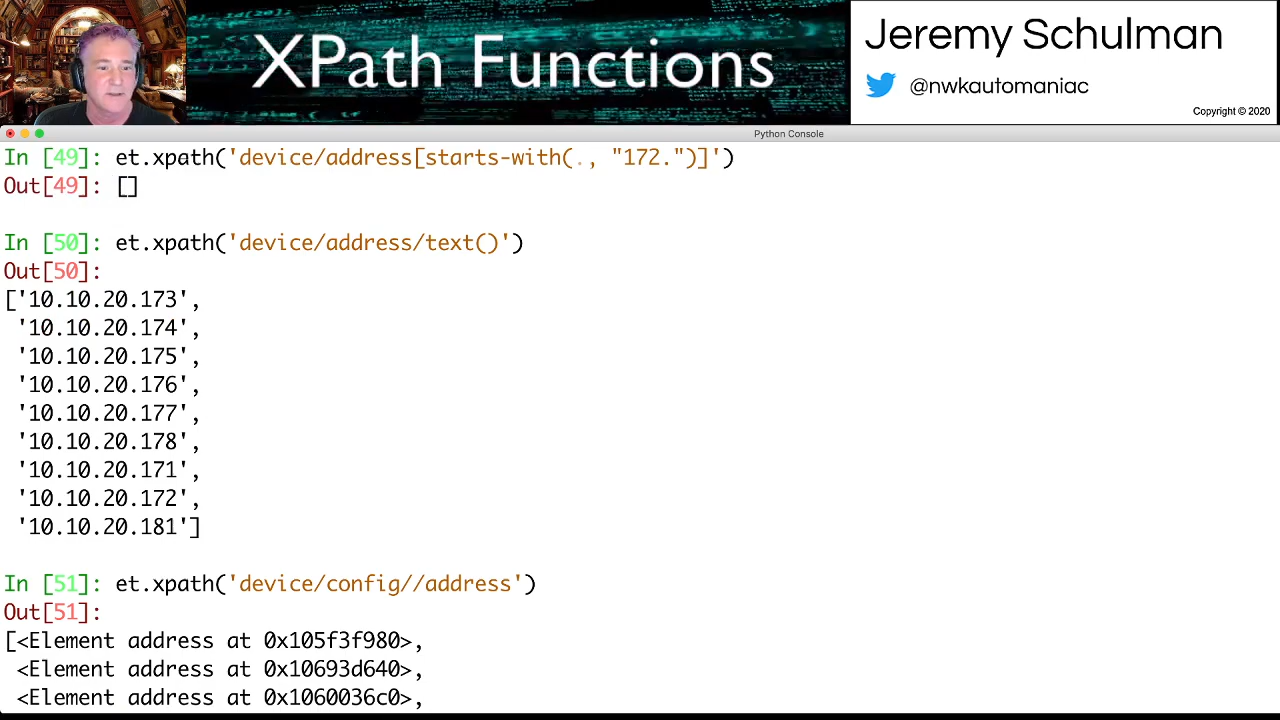 XPath Functions
Jeremy Schulman
@nwkautomaniac
Copyright © 2020
Python Console
In [49]: et.xpath('device/address[starts-with(., "172.")]')
Out[49]: []
In [50]: et.xpath('device/address/text()')
Out[50]:
['10.10.20.173',
'10.10.20.174',
'10.10.20.175',
'10.10.20.176',
'10.10.20.177',
'10.10.20.178',
'10.10.20.171',
'10.10.20.172',
'10.10.20.181']
In [51]: et.xpath('device/config//address')
Out[51]:
[<Element address at 0x105f3f980>,
<Element address at 0x10693d640>,
<Element address at 0x1060036c0>,